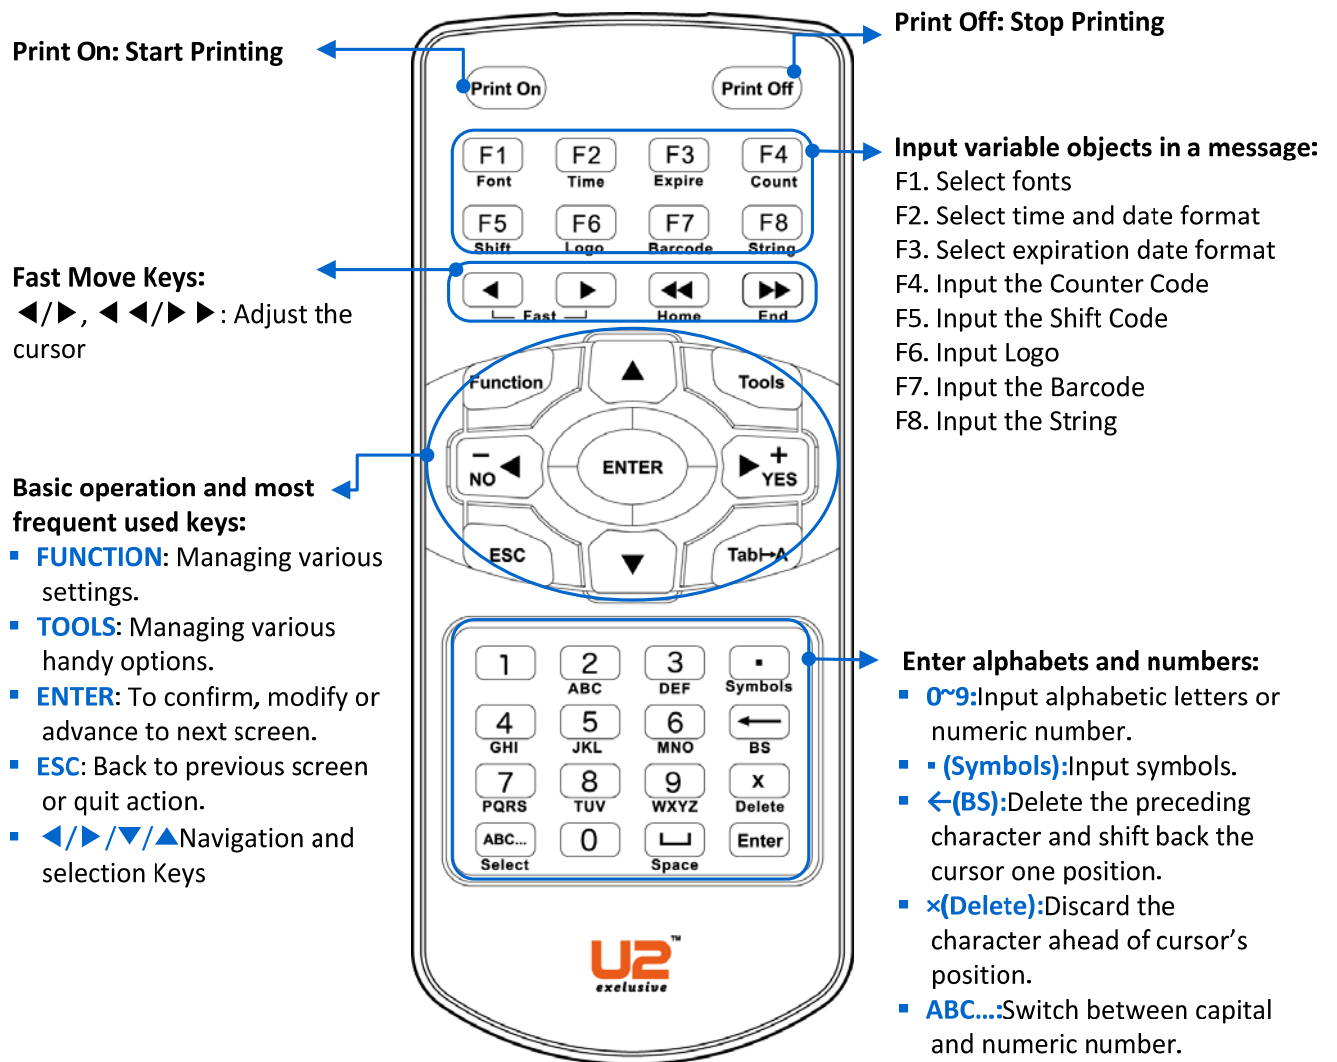 Print On: Start Printing
Print Off: Stop Printing
Print On
Print Off
F1
F2
F3
F4
Font
Time
Expire
Count
F5
F6
F7
F8
Shift
Logo
Barcode
String
◀
▶
◀◀
▶▶
Fast
Home
End
Input variable objects in a message:
F1. Select fonts
F2. Select time and date format
F3. Select expiration date format
F4. Input the Counter Code
F5. Input the Shift Code
F6. Input Logo
F7. Input the Barcode
F8. Input the String
Fast Move Keys:
◀/▶, ◀ ◀/▶ ▶: Adjust the
cursor
Function
▲
Tools
− NO ◀
ENTER
▶ + YES
ESC
▼
Tab↦A
Basic operation and most
frequent used keys:
▪ FUNCTION: Managing various
settings.
▪ TOOLS: Managing various
handy options.
▪ ENTER: To confirm, modify or
advance to next screen.
▪ ESC: Back to previous screen
or quit action.
▪ ◀/▶/▼/▲Navigation and
selection Keys
1
2
3
▪
ABC
DEF
Symbols
4
5
6
←
GHI
JKL
MNO
BS
7
8
9
x
PQRS
TUV
WXYZ
Delete
ABC...
0
␣
Enter
Select
Space
Enter alphabets and numbers:
▪ 0~9:Input alphabetic letters or
numeric number.
▪ ▪ (Symbols):Input symbols.
▪ ←(BS):Delete the preceding
character and shift back the
cursor one position.
▪ ×(Delete):Discard the
character ahead of cursor's
position.
▪ ABC...:Switch between capital
and numeric number.
U2™
exclusive